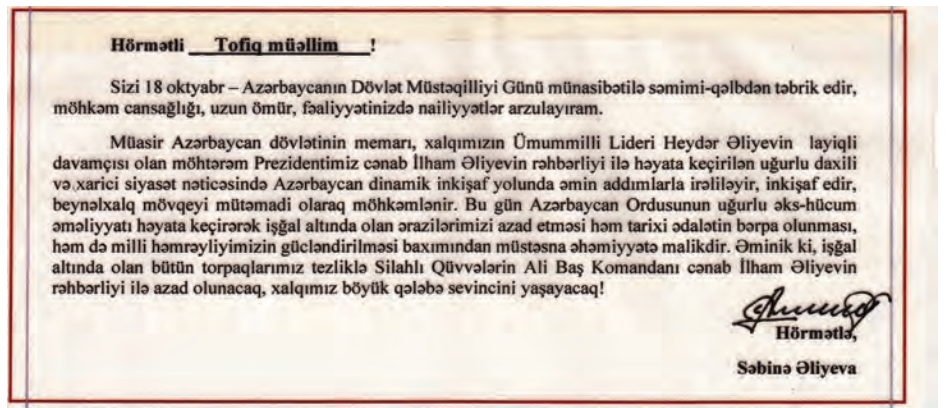 Hörmətli Tofiq müəllim !
Sizi 18 oktyabr – Azərbaycanın Dövlət Müstəqilliyi Günü münasibətilə səmimi-qəlbdən təbrik edir,
möhkəm cansağlığı, uzun ömür, fəaliyyətinizdə nailiyyətlər arzulayıram.
Müasir Azərbaycan dövlətinin memarı, xalqımızın Ümummilli Lideri Heydər Əliyevin layiqli
davamçısı olan möhtərəm Prezidentimiz cənab İlham Əliyevin rəhbərliyi ilə həyata keçirilən uğurlu daxili
və xarici siyasət nəticəsində Azərbaycan dinamik inkişaf yolunda əmin addımlarla irəliləyir, inkişaf edir,
beynəlxalq mövqeyi mütəmadi olaraq möhkəmlənir. Bu gün Azərbaycan Ordusunun uğurlu əks-hücum
əməliyyatı həyata keçirərək işğal altında olan ərazilərimizi azad etməsi həm tarixi ədalətin bərpa olunması,
həm də milli həmrəyliyimizin gücləndirilməsi baxımından müstəsna əhəmiyyətə malikdir. Əminik ki, işğal
altında olan bütün torpaqlarımız tezliklə Silahlı Qüvvələrin Ali Baş Komandanı cənab İlham Əliyevin
rəhbərliyi ilə azad olunacaq, xalqımız böyük qələbə sevincini yaşayacaq!
Hörmətlə,
Səbinə Əliyeva